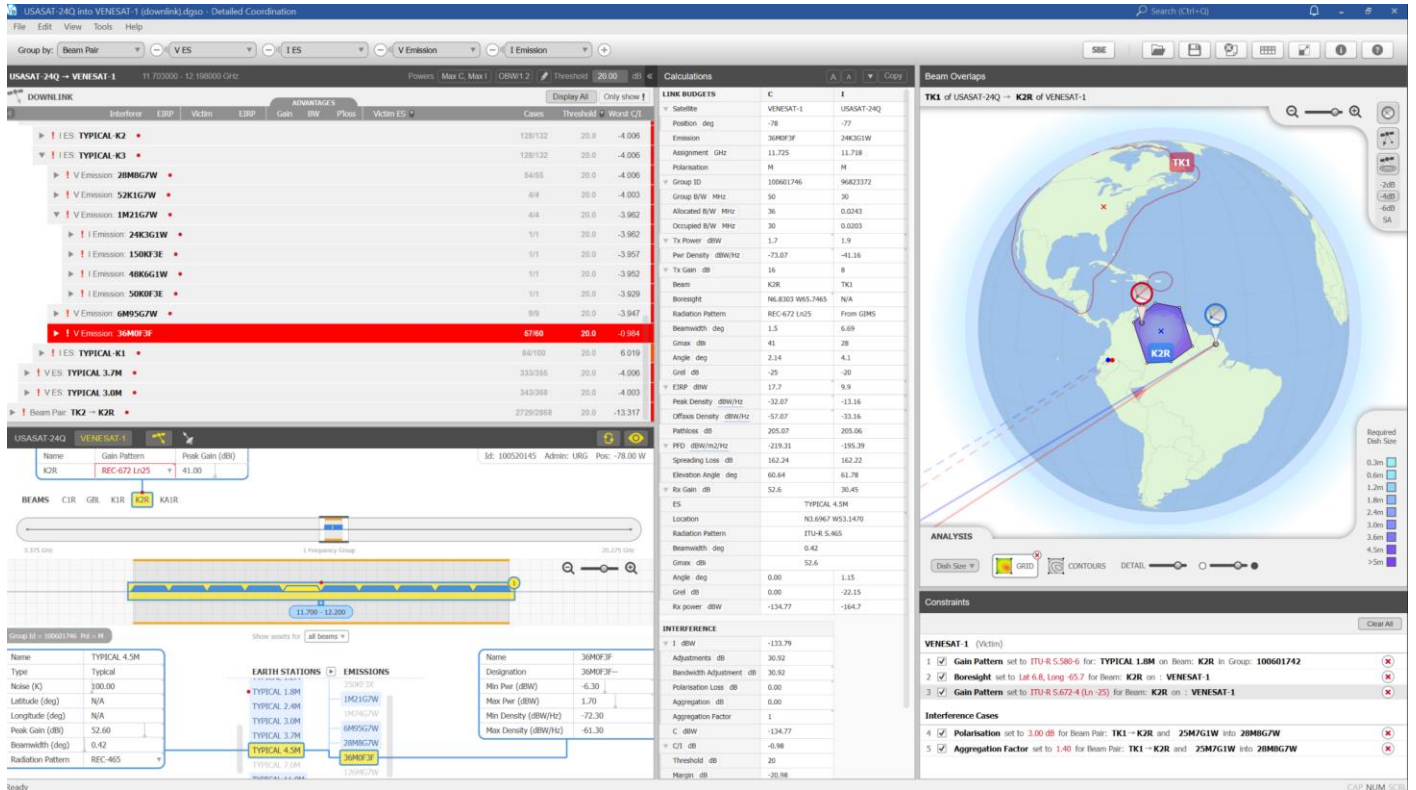 USASAT-24Q into VENESAT-1 (downlink).dgso - Detailed Coordination
Search (Ctrl+Q)
File Edit View Tools Help
Group by: Beam Pair V ES I ES V Emission I Emission
SBE
USASAT-24Q → VENESAT-1 11.703000 - 12.198000 GHz Powers Max C, Max I OBW/1.2 Threshold 20.00 dB
DOWNLINK Display All Only show !
ADVANTAGES
Interferer EIRP Victim EIRP Gain BW Ploss Victim ES Cases Threshold Worst C/I
I ES: TYPICAL-K2 128/132 20.0 -4.006
I ES: TYPICAL-K3 128/132 20.0 -4.006
V Emission: 28M8G7W 54/55 20.0 -4.006
V Emission: 52K1G7W 4/4 20.0 -4.003
V Emission: 1M21G7W 4/4 20.0 -3.962
I Emission: 24K3G1W 1/1 20.0 -3.962
I Emission: 150KF3E 1/1 20.0 -3.957
I Emission: 48K6G1W 1/1 20.0 -3.952
I Emission: 50K0F3E 1/1 20.0 -3.929
V Emission: 6M95G7W 9/9 20.0 -3.947
V Emission: 36M0F3F 67/60 20.0 -0.984
I ES: TYPICAL-K1 84/100 20.0 6.019
V ES: TYPICAL 3.7M 20.0 -4.006
V ES: TYPICAL 3.0M 343/368 20.0 -4.003
Beam Pair: TK2 → K2R 2729/2868 20.0 -13.317
USASAT-24Q VENESAT-1
Name Gain Pattern Peak Gain (dBi)
K2R REC-672 Ln25 41.00
Id: 100520145 Admin: URG Pos: -78.00 W
BEAMS C1R GBL K1R K2R KA1R
3.375 GHz 1 Frequency Group 20.275 GHz
1
11.700 - 12.200
Group Id = 100601746 Pol = M
Show assets for all beams
Name TYPICAL 4.5M
Type Typical
Noise (K) 100.00
Latitude (deg) N/A
Longitude (deg) N/A
Peak Gain (dBi) 52.60
Beamwidth (deg) 0.42
Radiation Pattern REC-465
EARTH STATIONS EMISSIONS
TYPICAL 1.8M
TYPICAL 2.4M
TYPICAL 3.0M
TYPICAL 3.7M
TYPICAL 4.5M
TYPICAL 7.0M
1M21G7W
6M95G7W
28M8G7W
36M0F3F
Name 36M0F3F
Designation 36M0F3F--
Min Pwr (dBW) -6.30
Max Pwr (dBW) 1.70
Min Density (dBW/Hz) -72.30
Max Density (dBW/Hz) -61.30
Calculations A A Copy
LINK BUDGETS C I
Satellite VENESAT-1 USASAT-24Q
Position deg -78 -77
Emission 36M0F3F 24K3G1W
Assignment GHz 11.725 11.718
Polarisation M M
Group ID 100601746 96823372
Group B/W MHz 50 30
Allocated B/W MHz 36 0.0243
Occupied B/W MHz 30 0.0203
Tx Power dBW 1.7 1.9
Pwr Density dBW/Hz -73.07 -41.16
Tx Gain dB 16 8
Beam K2R TK1
Boresight N6.8303 W65.7465 N/A
Radiation Pattern REC-672 Ln25 From GIMS
Beamwidth deg 1.5 6.69
Gmax dBi 41 28
Angle deg 2.14 4.1
Grel dB -25 -20
EIRP dBW 17.7 9.9
Peak Density dBW/Hz -32.07 -13.16
Offaxis Density dBW/Hz -57.07 -33.16
Pathloss dB 205.07 205.06
PFD dBW/m2/Hz -219.31 -195.39
Spreading Loss dB 162.24 162.22
Elevation Angle deg 60.64 61.78
Rx Gain dB 52.6 30.45
ES TYPICAL 4.5M
Location N3.6967 W53.1470
Radiation Pattern ITU-R S.465
Beamwidth deg 0.42
Gmax dBi 52.6
Angle deg 0.00 1.15
Grel dB 0.00 -22.15
Rx power dBW -134.77 -164.7
INTERFERENCE
I dBW -133.79
Adjustments dB 30.92
Bandwidth Adjustment dB 30.92
Polarisation Loss dB 0.00
Aggregation dB 0.00
Aggregation Factor 1
C dBW -134.77
C/I dB -0.98
Threshold dB 20
Margin dB -20.98
Beam Overlaps
TK1 of USASAT-24Q → K2R of VENESAT-1
TK1
K2R
-2dB
-4dB
-6dB
SA
Required
Dish Size
0.3m
0.6m
1.2m
1.8m
2.4m
3.0m
3.6m
4.5m
>5m
ANALYSIS
Dish Size GRID CONTOURS DETAIL
Constraints
Clear All
VENESAT-1 (Victim)
1 Gain Pattern set to ITU-R S.580-6 for: TYPICAL 1.8M on Beam: K2R in Group: 100601742
2 Boresight set to Lat 6.8, Long -65.7 for Beam: K2R on : VENESAT-1
3 Gain Pattern set to ITU-R S.672-4 (Ln -25) for Beam: K2R on : VENESAT-1
Interference Cases
4 Polarisation set to 3.00 dB for Beam Pair: TK1→K2R and 25M7G1W into 28M8G7W
5 Aggregation Factor set to 1.40 for Beam Pair: TK1→K2R and 25M7G1W into 28M8G7W
Ready
CAP NUM SCRL